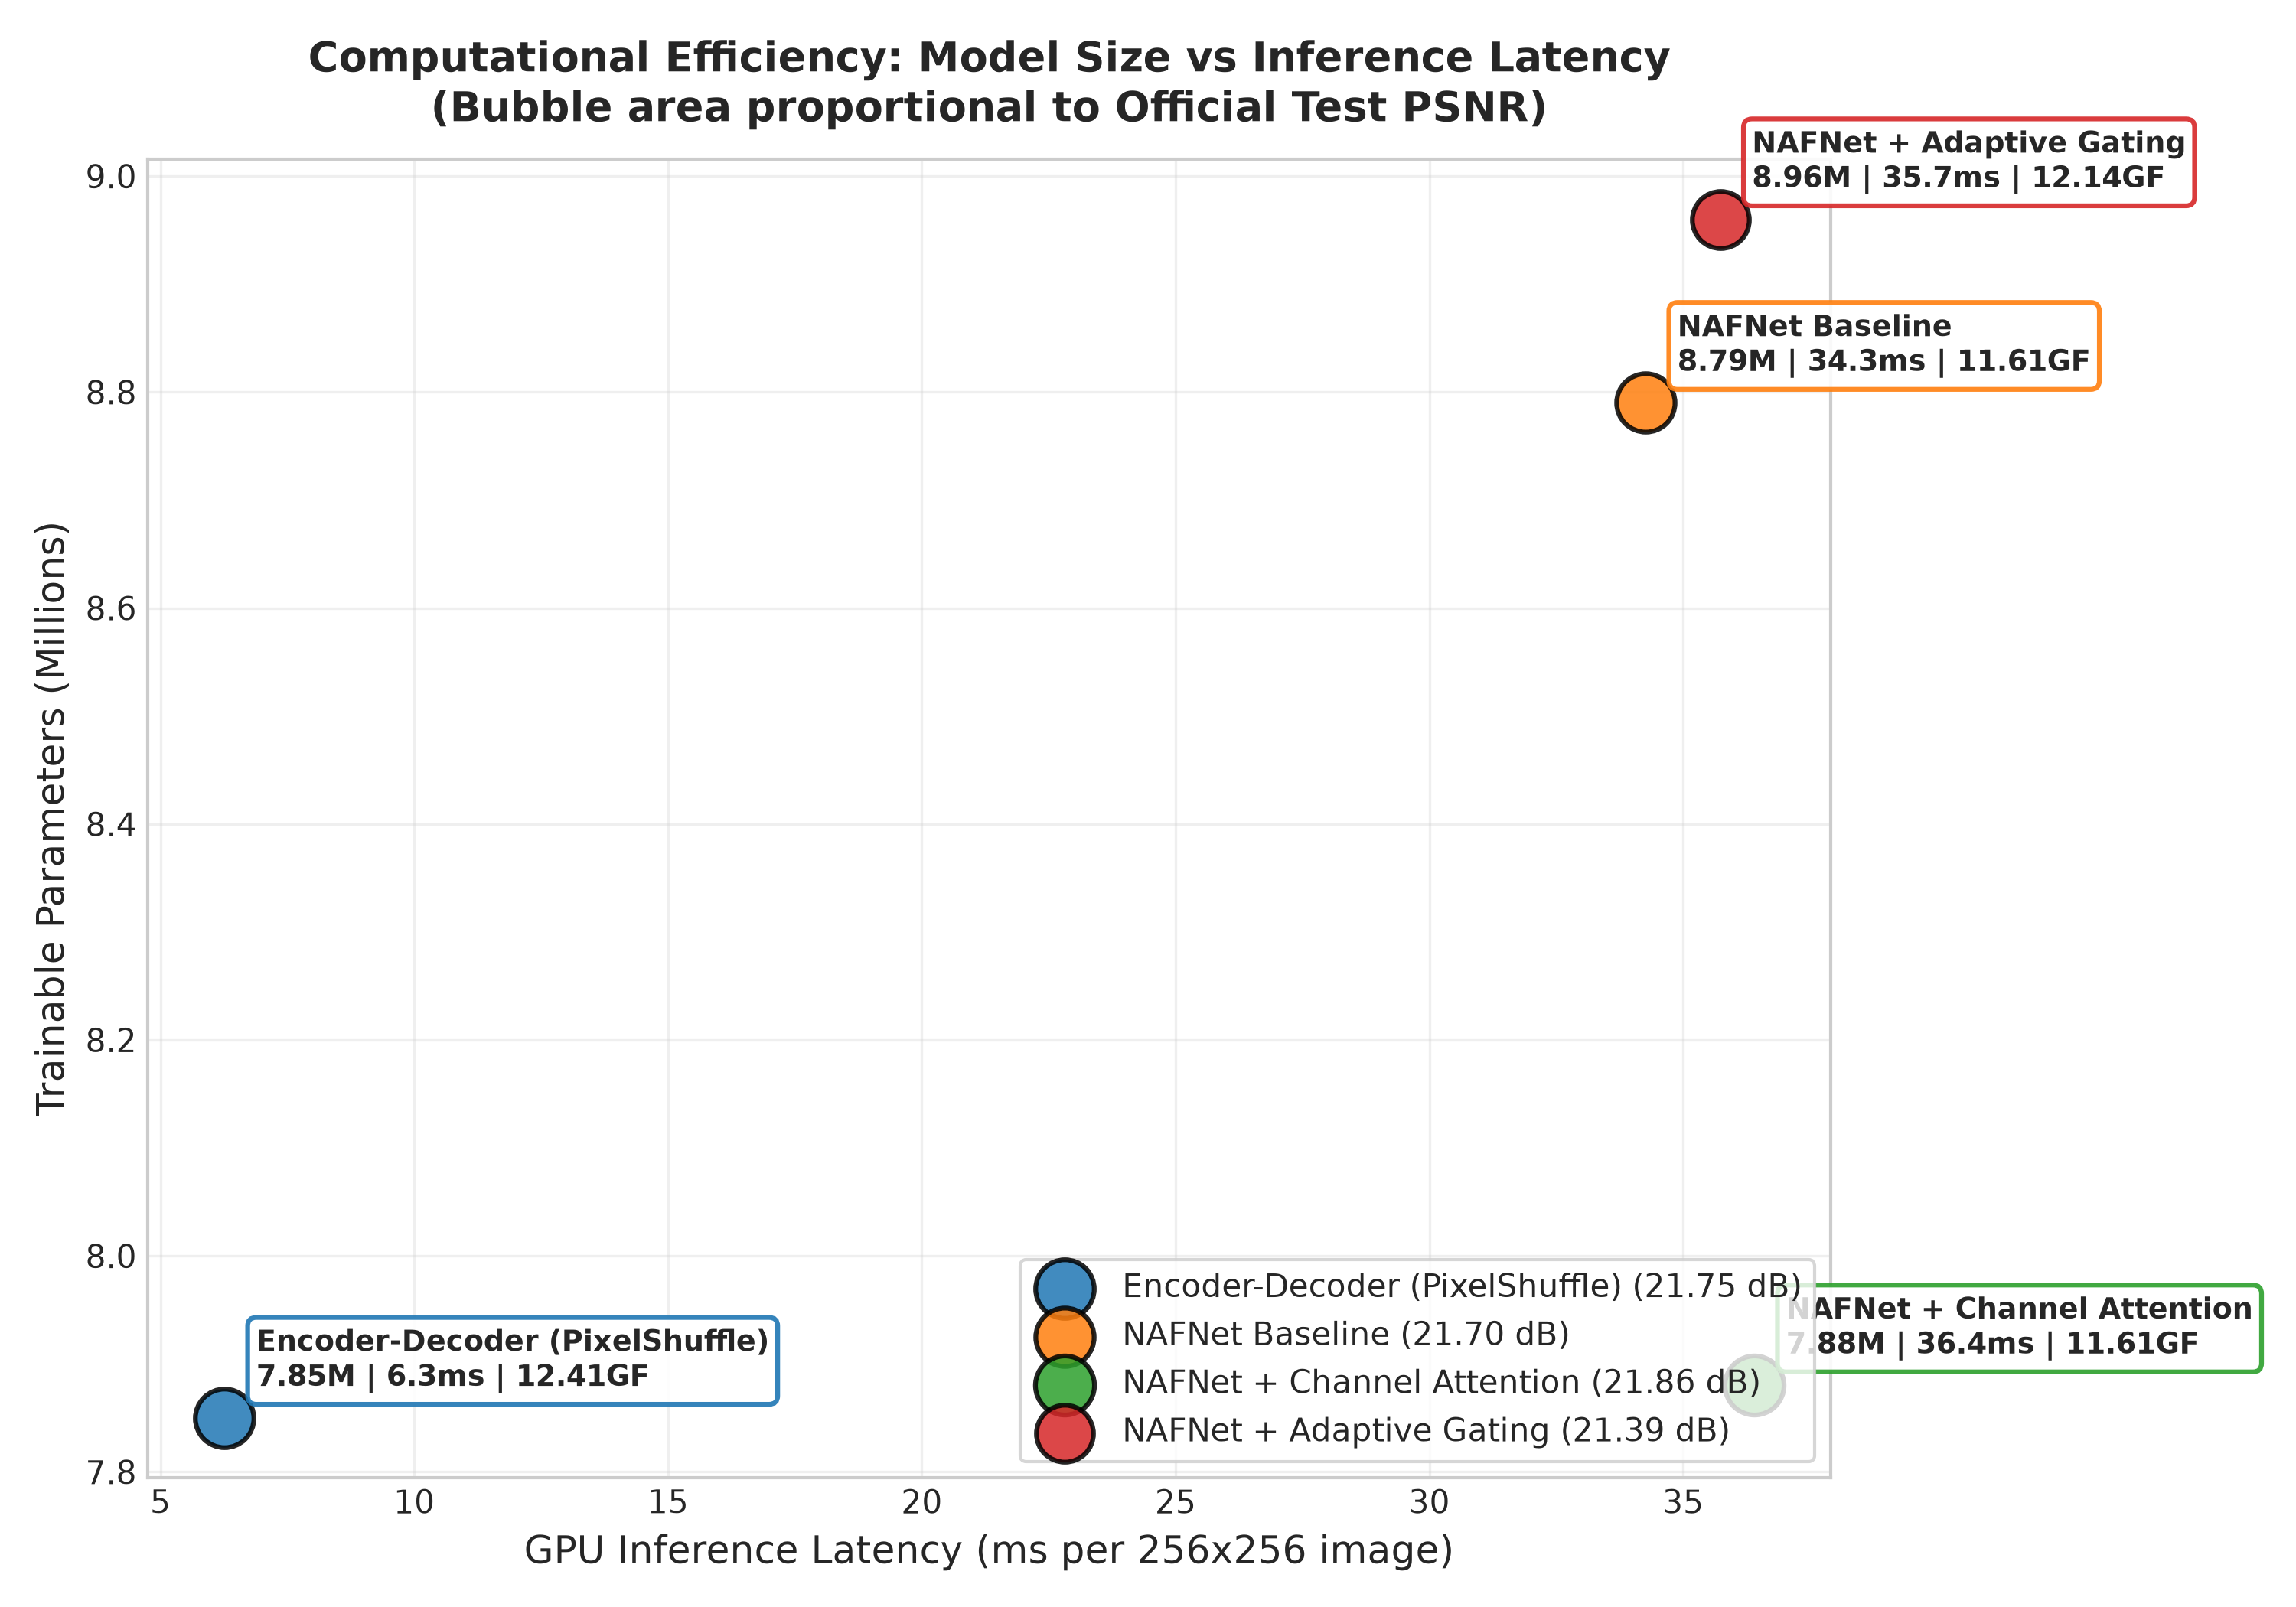 Computational Efficiency: Model Size vs Inference Latency
(Bubble area proportional to Official Test PSNR)
NAFNet + Adaptive Gating
8.96M | 35.7ms | 12.14GF
NAFNet Baseline
8.79M | 34.3ms | 11.61GF
Trainable Parameters (Millions)
9.0
8.8
8.6
8.4
8.2
8.0
7.8
Encoder-Decoder (PixelShuffle)
7.85M | 6.3ms | 12.41GF
Encoder-Decoder (PixelShuffle) (21.75 dB)
NAFNet Baseline (21.70 dB)
NAFNet + Channel Attention (21.86 dB)
NAFNet + Adaptive Gating (21.39 dB)
NAFNet + Channel Attention
7.88M | 36.4ms | 11.61GF
5
10
15
20
25
30
35
GPU Inference Latency (ms per 256x256 image)